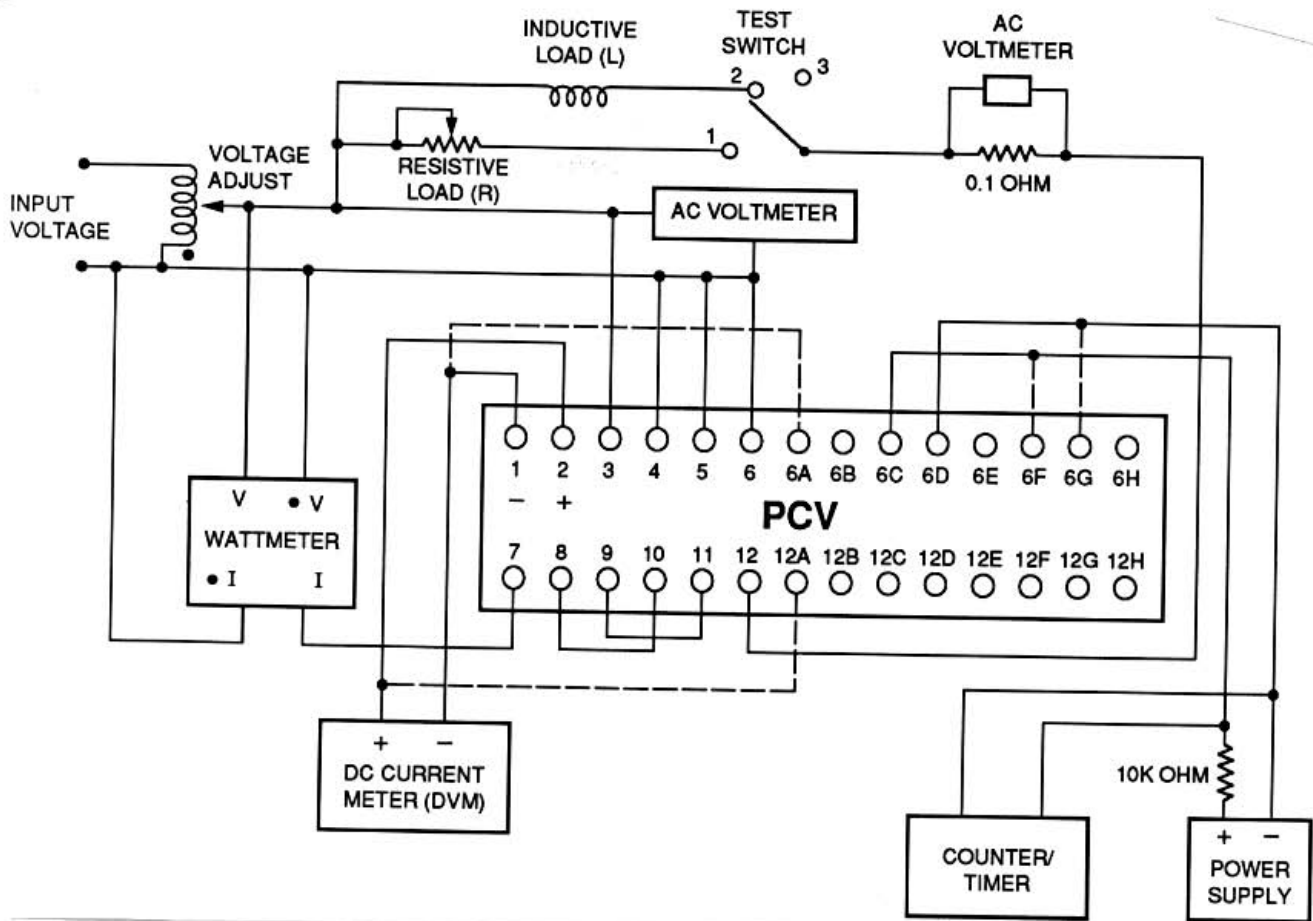 INDUCTIVE
LOAD (L)
TEST
SWITCH
AC
VOLTMETER
2
3
1
VOLTAGE
ADJUST
RESISTIVE
LOAD (R)
0.1 OHM
INPUT
VOLTAGE
AC VOLTMETER
1 2 3 4 5 6 6A 6B 6C 6D 6E 6F 6G 6H
− +
PCV
7 8 9 10 11 12 12A 12B 12C 12D 12E 12F 12G 12H
V V
WATTMETER
I I
+ −
DC CURRENT
METER (DVM)
10K OHM
COUNTER/
TIMER
+ −
POWER
SUPPLY